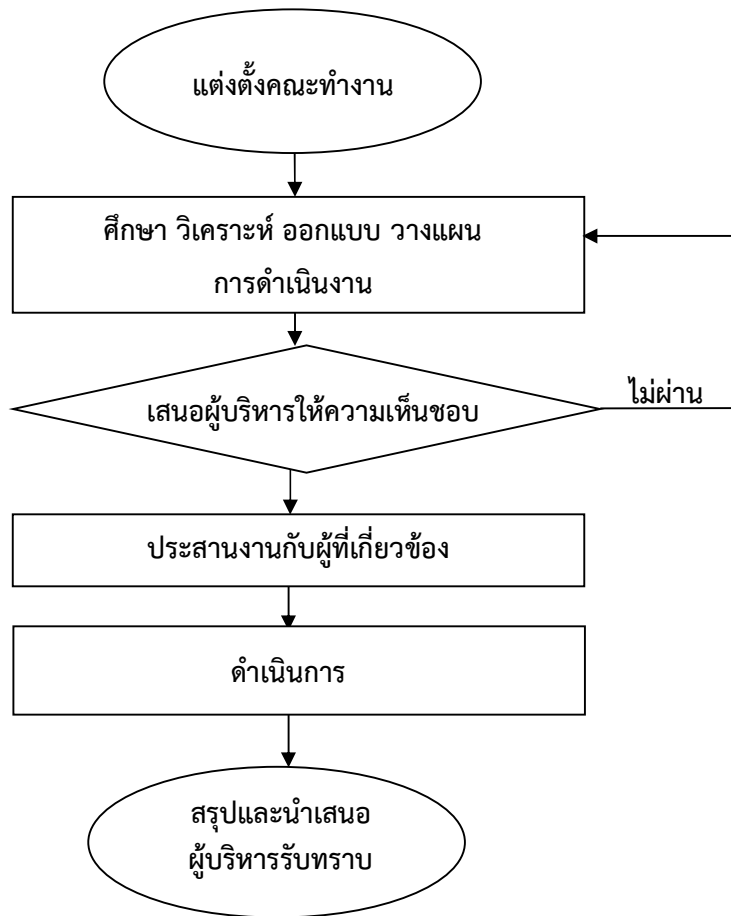 แต่งตั้งคณะทำงาน
ศึกษา วิเคราะห์ ออกแบบ วางแผน
การดำเนินงาน
เสนอผู้บริหารให้ความเห็นชอบ
ไม่ผ่าน
ประสานงานกับผู้ที่เกี่ยวข้อง
ดำเนินการ
สรุปและนำเสนอ
ผู้บริหารรับทราบ